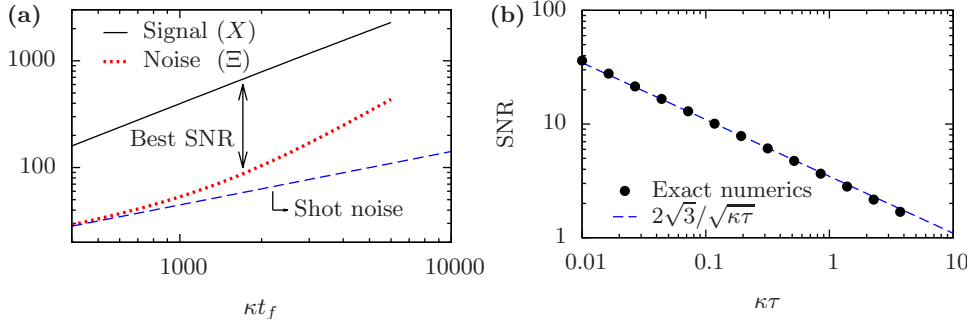 (a)
Signal (X)
Noise (Ξ)
1000
100
Best SNR
Shot noise
1000
10000
κt_f
(b)
100
10
1
SNR
Exact numerics
2√3/√κτ
0.01
0.1
1
10
κτ